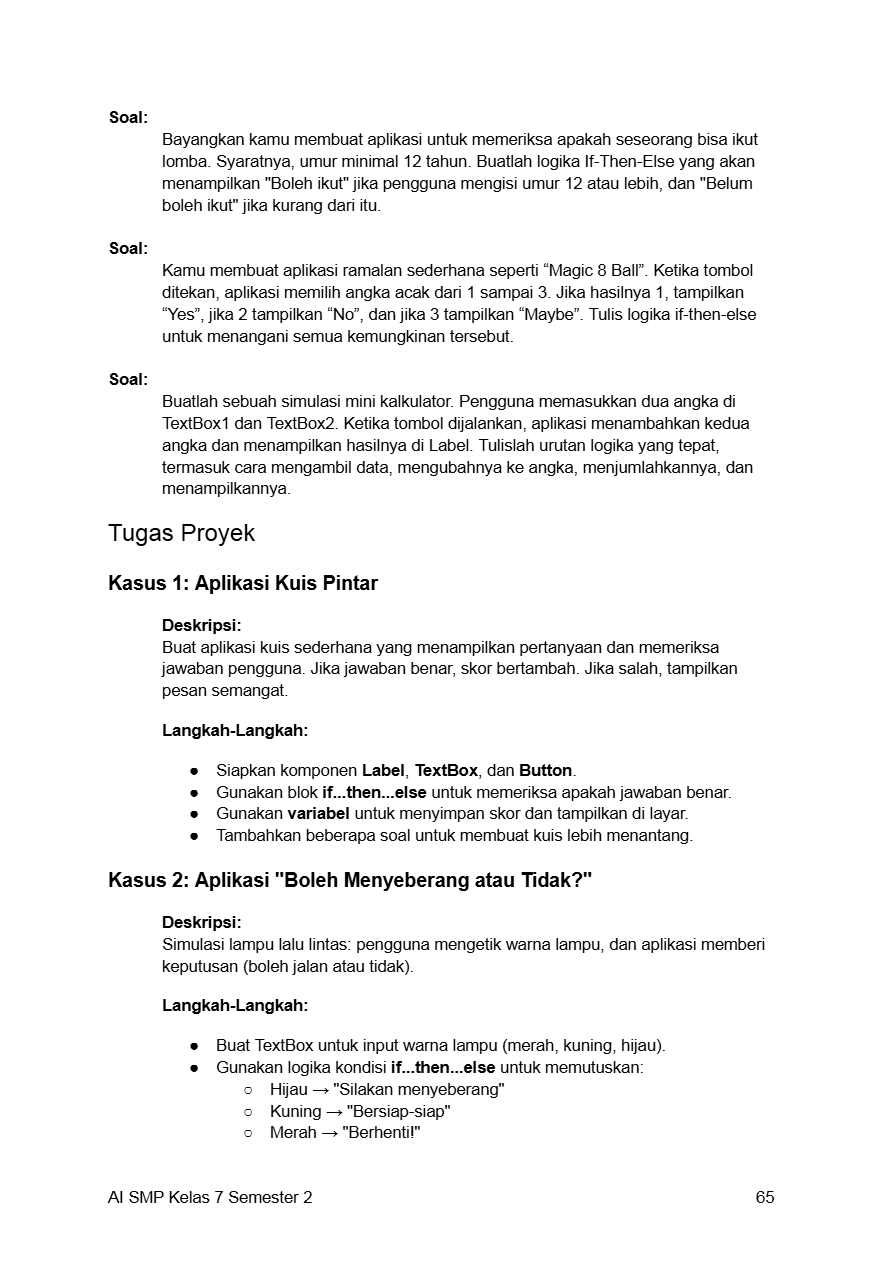 Soal:
Bayangkan kamu membuat aplikasi untuk memeriksa apakah seseorang bisa ikut
lomba. Syaratnya, umur minimal 12 tahun. Buatlah logika If-Then-Else yang akan
menampilkan "Boleh ikut" jika pengguna mengisi umur 12 atau lebih, dan "Belum
boleh ikut" jika kurang dari itu.
Soal:
Kamu membuat aplikasi ramalan sederhana seperti “Magic 8 Ball”. Ketika tombol
ditekan, aplikasi memilih angka acak dari 1 sampai 3. Jika hasilnya 1, tampilkan
“Yes”, jika 2 tampilkan “No”, dan jika 3 tampilkan “Maybe”. Tulis logika if-then-else
untuk menangani semua kemungkinan tersebut.
Soal:
Buatlah sebuah simulasi mini kalkulator. Pengguna memasukkan dua angka di
TextBox1 dan TextBox2. Ketika tombol dijalankan, aplikasi menambahkan kedua
angka dan menampilkan hasilnya di Label. Tulislah urutan logika yang tepat,
termasuk cara mengambil data, mengubahnya ke angka, menjumlahkannya, dan
menampilkannya.
Tugas Proyek
Kasus 1: Aplikasi Kuis Pintar
Deskripsi:
Buat aplikasi kuis sederhana yang menampilkan pertanyaan dan memeriksa
jawaban pengguna. Jika jawaban benar, skor bertambah. Jika salah, tampilkan
pesan semangat.
Langkah-Langkah:
● Siapkan komponen Label, TextBox, dan Button.
● Gunakan blok if...then...else untuk memeriksa apakah jawaban benar.
● Gunakan variabel untuk menyimpan skor dan tampilkan di layar.
● Tambahkan beberapa soal untuk membuat kuis lebih menantang.
Kasus 2: Aplikasi "Boleh Menyeberang atau Tidak?"
Deskripsi:
Simulasi lampu lalu lintas: pengguna mengetik warna lampu, dan aplikasi memberi
keputusan (boleh jalan atau tidak).
Langkah-Langkah:
● Buat TextBox untuk input warna lampu (merah, kuning, hijau).
● Gunakan logika kondisi if...then...else untuk memutuskan:
○ Hijau → "Silakan menyeberang"
○ Kuning → "Bersiap-siap"
○ Merah → "Berhenti!"
AI SMP Kelas 7 Semester 2 65